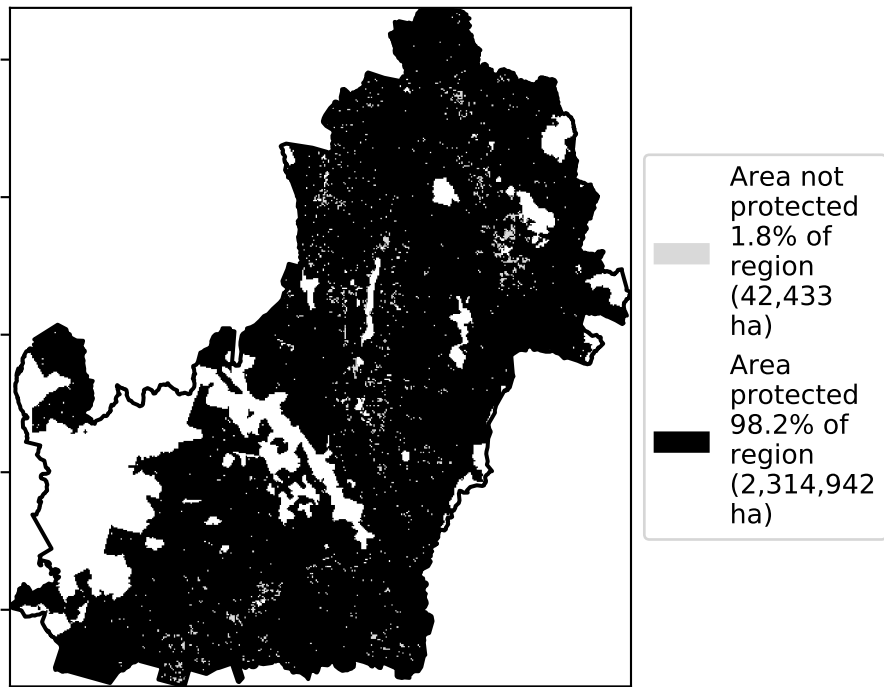 Area not
protected
1.8% of
region
(42,433
ha)
Area
protected
98.2% of
region
(2,314,942
ha)